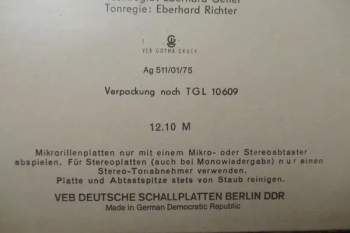 Eberhard Geiler
Tonregie: Eberhard Richter
VEB GOTHA DRUCK
Ag 511/01/75
Verpackung nach TGL 10609
12.10 M
Mikrorillenplatten nur mit einem Mikro- oder Stereoabtaster
abspielen. Für Stereoplatten (auch bei Monowiedergabe) nur einen
Stereo-Tonabnehmer verwenden.
Platte und Abtastspitze stets von Staub reinigen.
VEB DEUTSCHE SCHALLPLATTEN BERLIN DDR
Made in German Democratic Republic